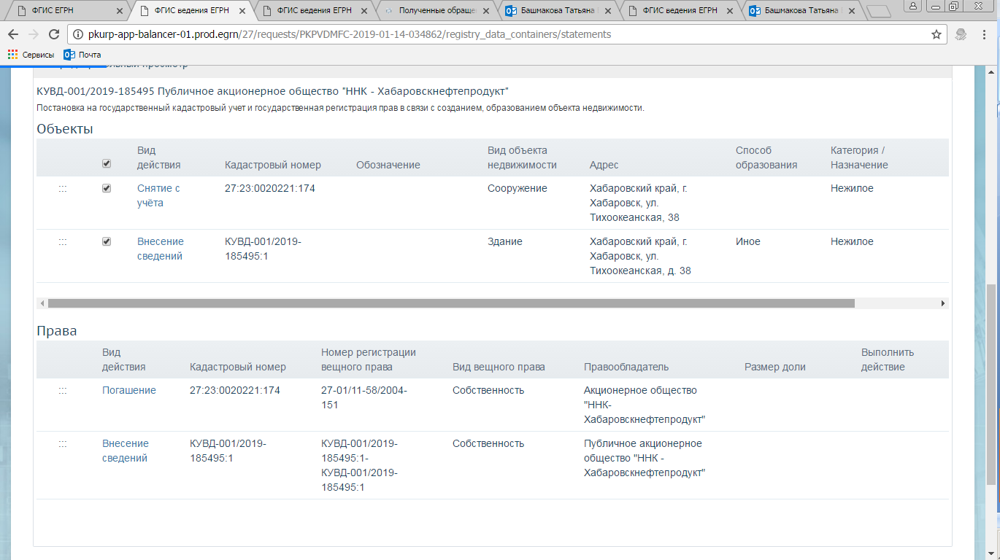 ФГИС ЕГРН
ФГИС ведения ЕГРН
ФГИС ведения ЕГРН
Полученные обраще
Башмакова Татьяна
ФГИС ведения ЕГРН
Башмакова Татьяна
pkurp-app-balancer-01.prod.egrn/27/requests/PKPVDMFC-2019-01-14-034862/registry_data_containers/statements
Сервисы Почта
КУВД-001/2019-185495 Публичное акционерное общество "ННК - Хабаровскнефтепродукт"
Постановка на государственный кадастровый учет и государственная регистрация прав в связи с созданием, образованием объекта недвижимости.
Объекты
Вид Вид объекта Способ Категория /
действия Кадастровый номер Обозначение недвижимости Адрес образования Назначение
::: Снятие с 27:23:0020221:174 Сооружение Хабаровский край, г. Нежилое
учёта Хабаровск, ул.
Тихоокеанская, 38
::: Внесение КУВД-001/2019- Здание Хабаровский край, г. Иное Нежилое
сведений 185495:1 Хабаровск, ул.
Тихоокеанская, д. 38
Права
Вид Номер регистрации Выполнить
действия Кадастровый номер вещного права Вид вещного права Правообладатель Размер доли действие
::: Погашение 27:23:0020221:174 27-01/11-58/2004- Собственность Акционерное общество
151 "ННК-
Хабаровскнефтепродукт"
::: Внесение КУВД-001/2019- КУВД-001/2019- Собственность Публичное акционерное
сведений 185495:1 185495:1- общество "ННК -
КУВД-001/2019- Хабаровскнефтепродукт"
185495:1